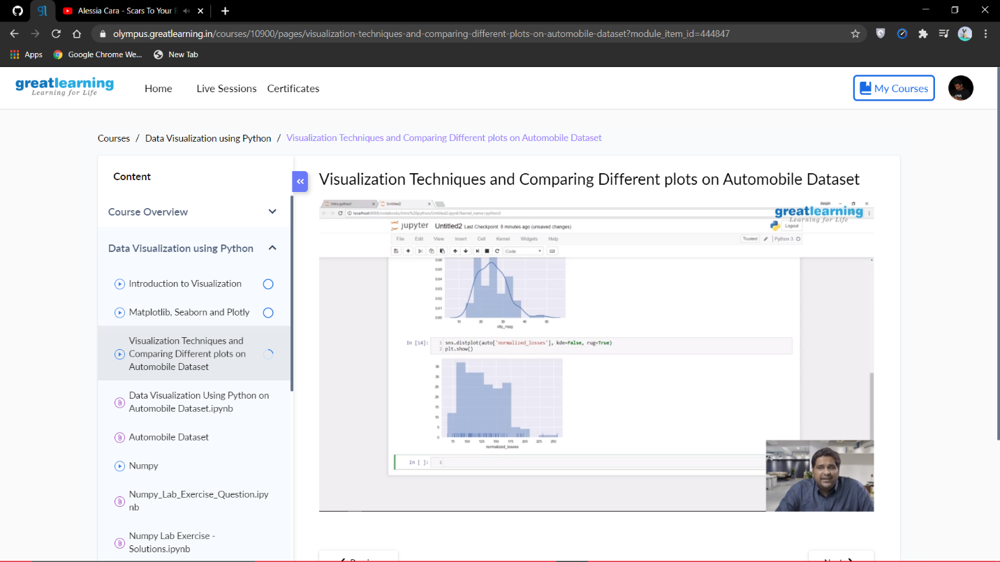 Alessia Cara - Scars To Your B
olympus.greatlearning.in/courses/10900/pages/visualization-techniques-and-comparing-different-plots-on-automobile-dataset?module_item_id=444847
Apps
Google Chrome We...
New Tab
greatlearning
Learning for Life
Home
Live Sessions
Certificates
My Courses
Courses / Data Visualization using Python / Visualization Techniques and Comparing Different plots on Automobile Dataset
Content
Course Overview
Data Visualization using Python
Introduction to Visualization
Matplotlib, Seaborn and Plotly
Visualization Techniques and
Comparing Different plots on
Automobile Dataset
Data Visualization Using Python on
Automobile Dataset.ipynb
Automobile Dataset
Numpy
Numpy_Lab_Exercise_Question.ipy
nb
Numpy Lab Exercise -
Solutions.ipynb
Visualization Techniques and Comparing Different plots on Automobile Dataset
Intro python/
Untitled2
localhost:8888/notebooks/Intro%20python/Untitled2.ipynb?kernel_name=python3
greatlearning
Learning for Life
jupyter Untitled2 Last Checkpoint: 8 minutes ago (unsaved changes)
Logout
File Edit View Insert Cell Kernel Widgets Help
Trusted
Python 3
Code
0.06
0.05
0.04
0.03
0.02
0.01
0.00
10 20 30 40 50
city_mpg
In [14]:
1 sns.distplot(auto['normalized_losses'], kde=False, rug=True)
2 plt.show()
35
30
25
20
15
10
5
0
75 100 125 150 175 200 225 250
normalized_losses
In [ ]: 1